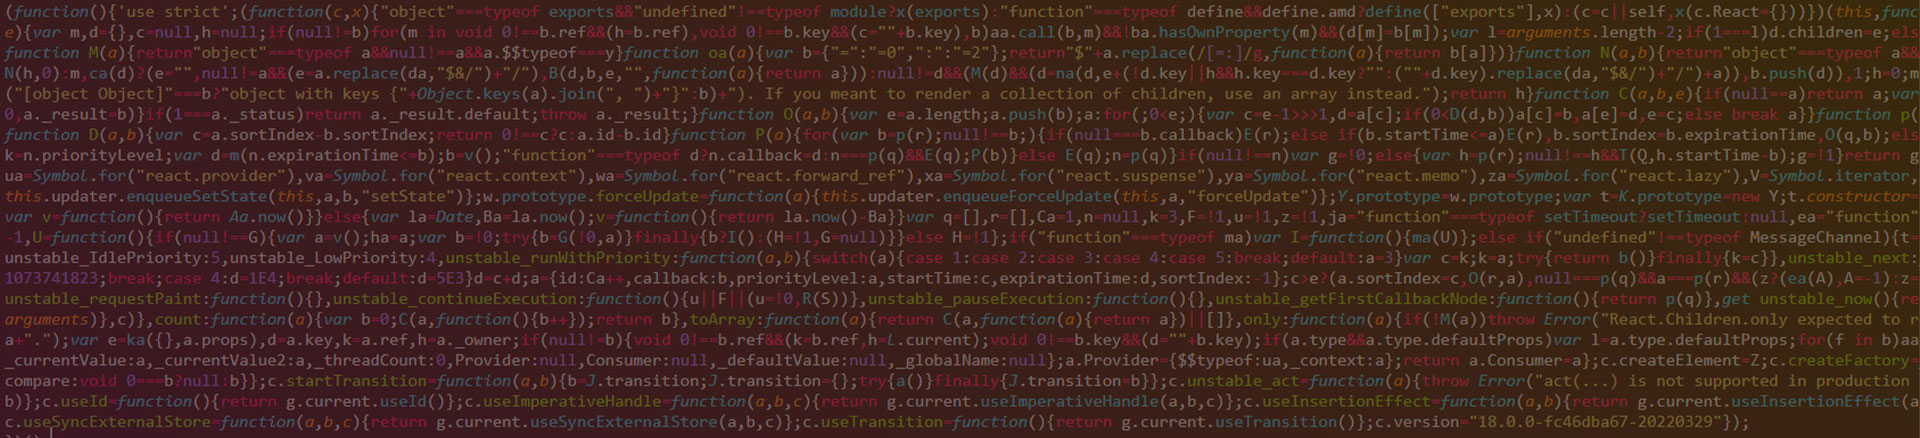 (function(){'use strict';(function(c,x){"object"===typeof exports&&"undefined"!==typeof module?x(exports):"function"===typeof define&&define.amd?define(["exports"],x):(c=c||self,x(c.React={}))})(this,func
e){var m,d={},c=null,h=null;if(null!=b)for(m in void 0!==b.ref&&(h=b.ref),void 0!==b.key&&(c=""+b.key),b)aa.call(b,m)&&!ba.hasOwnProperty(m)&&(d[m]=b[m]);var l=arguments.length-2;if(1===l)d.children=e;els
function M(a){return"object"===typeof a&&null!==a&&a.$$typeof===y}function oa(a){var b={"=":"=0",":":"=2"};return"$"+a.replace(/[=:]/g,function(a){return b[a]})}function N(a,b){return"object"===typeof a&&
N(h,0):m,ca(d)?(e="",null!=a&&(e=a.replace(da,"$&/")+"/"),B(d,b,e,"",function(a){return a})):null!=d&&(M(d)&&(d=na(d,e+(!d.key||h&&h.key===d.key?"":(""+d.key).replace(da,"$&/")+"/")+a)),b.push(d)),1;h=0;m
("[object Object]"===b?"object with keys {"+Object.keys(a).join(", ")+"}":b)+"). If you meant to render a collection of children, use an array instead.");return h}function C(a,b,e){if(null==a)return a;var
0,a._result=b)}if(1===a._status)return a._result.default;throw a._result;}function O(a,b){var e=a.length;a.push(b);a:for(;0<e;){var c=e-1>>>1,d=a[c];if(0<D(d,b))a[c]=b,a[e]=d,e=c;else break a}}function p(
function D(a,b){var c=a.sortIndex-b.sortIndex;return 0!==c?c:a.id-b.id}function P(a){for(var b=p(r);null!==b;){if(null===b.callback)E(r);else if(b.startTime<=a)E(r),b.sortIndex=b.expirationTime,O(q,b);els
k=n.priorityLevel;var d=m(n.expirationTime<=b);b=v();"function"===typeof d?n.callback=d:n===p(q)&&E(q);P(b)}else E(q);n=p(q)}if(null!==n)var g=!0;else{var h=p(r);null!==h&&T(Q,h.startTime-b);g=!1}return g
ua=Symbol.for("react.provider"),va=Symbol.for("react.context"),wa=Symbol.for("react.forward_ref"),xa=Symbol.for("react.suspense"),ya=Symbol.for("react.memo"),za=Symbol.for("react.lazy"),V=Symbol.iterator,
this.updater.enqueueSetState(this,a,b,"setState")};w.prototype.forceUpdate=function(a){this.updater.enqueueForceUpdate(this,a,"forceUpdate")};Y.prototype=w.prototype;var t=K.prototype=new Y;t.constructor=
var v=function(){return Aa.now()}}else{var la=Date,Ba=la.now();v=function(){return la.now()-Ba}}var q=[],r=[],Ca=1,n=null,k=3,F=!1,u=!1,z=!1,ja="function"===typeof setTimeout?setTimeout:null,ea="function"
-1,U=function(){if(null!==G){var a=v();ha=a;var b=!0;try{b=G(!0,a)}finally{b?I():(H=!1,G=null)}}else H=!1};if("function"===typeof ma)var I=function(){ma(U)};else if("undefined"!==typeof MessageChannel){t=
unstable_IdlePriority:5,unstable_LowPriority:4,unstable_runWithPriority:function(a,b){switch(a){case 1:case 2:case 3:case 4:case 5:break;default:a=3}var c=k;k=a;try{return b()}finally{k=c}},unstable_next:
1073741823;break;case 4:d=1E4;break;default:d=5E3}d=c+d;a={id:Ca++,callback:b,priorityLevel:a,startTime:c,expirationTime:d,sortIndex:-1};c>e?(a.sortIndex=c,O(r,a),null===p(q)&&a===p(r)&&(z?(ea(A),A=-1):z=
unstable_requestPaint:function(){},unstable_continueExecution:function(){u||F||(u=!0,R(S))},unstable_pauseExecution:function(){},unstable_getFirstCallbackNode:function(){return p(q)},get unstable_now(){re
arguments)},c)},count:function(a){var b=0;C(a,function(){b++});return b},toArray:function(a){return C(a,function(a){return a})||[]},only:function(a){if(!M(a))throw Error("React.Children.only expected to r
a+".");var e=ka({},a.props),d=a.key,k=a.ref,h=a._owner;if(null!=b){void 0!==b.ref&&(k=b.ref,h=L.current);void 0!==b.key&&(d=""+b.key);if(a.type&&a.type.defaultProps)var l=a.type.defaultProps;for(f in b)aa
_currentValue:a,_currentValue2:a,_threadCount:0,Provider:null,Consumer:null,_defaultValue:null,_globalName:null};a.Provider={$$typeof:ua,_context:a};return a.Consumer=a};c.createElement=Z;c.createFactory=
compare:void 0===b?null:b}};c.startTransition=function(a,b){b=J.transition;J.transition={};try{a()}finally{J.transition=b}};c.unstable_act=function(a){throw Error("act(...) is not supported in production
b)};c.useId=function(){return g.current.useId()};c.useImperativeHandle=function(a,b,c){return g.current.useImperativeHandle(a,b,c)};c.useInsertionEffect=function(a,b){return g.current.useInsertionEffect(a
c.useSyncExternalStore=function(a,b,c){return g.current.useSyncExternalStore(a,b,c)};c.useTransition=function(){return g.current.useTransition()};c.version="18.0.0-fc46dba67-20220329"});